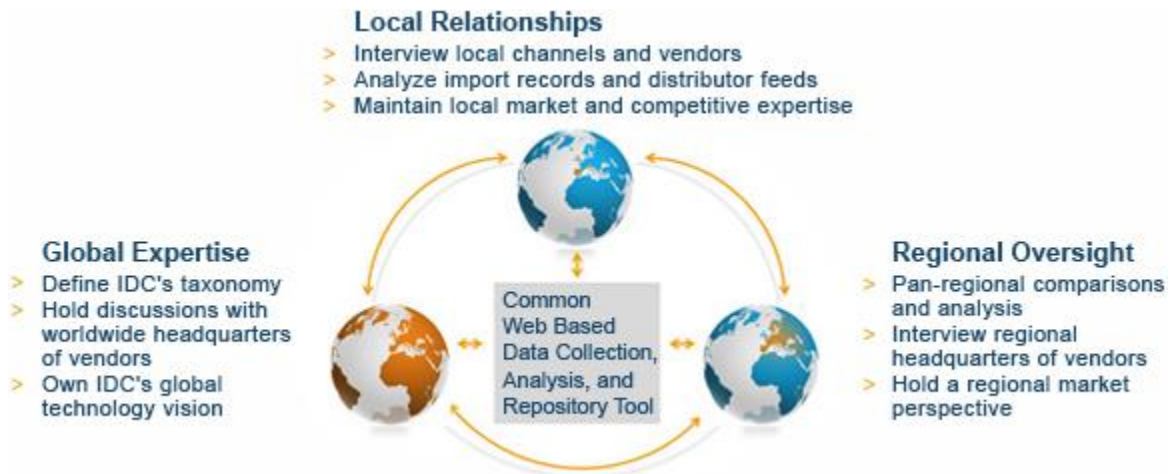 Local Relationships
> Interview local channels and vendors
> Analyze import records and distributor feeds
> Maintain local market and competitive expertise
Global Expertise
> Define IDC's taxonomy
> Hold discussions with
worldwide headquarters
of vendors
> Own IDC's global
technology vision
Common
Web Based
Data Collection,
Analysis, and
Repository Tool
Regional Oversight
> Pan-regional comparisons
and analysis
> Interview regional
headquarters of vendors
> Hold a regional market
perspective